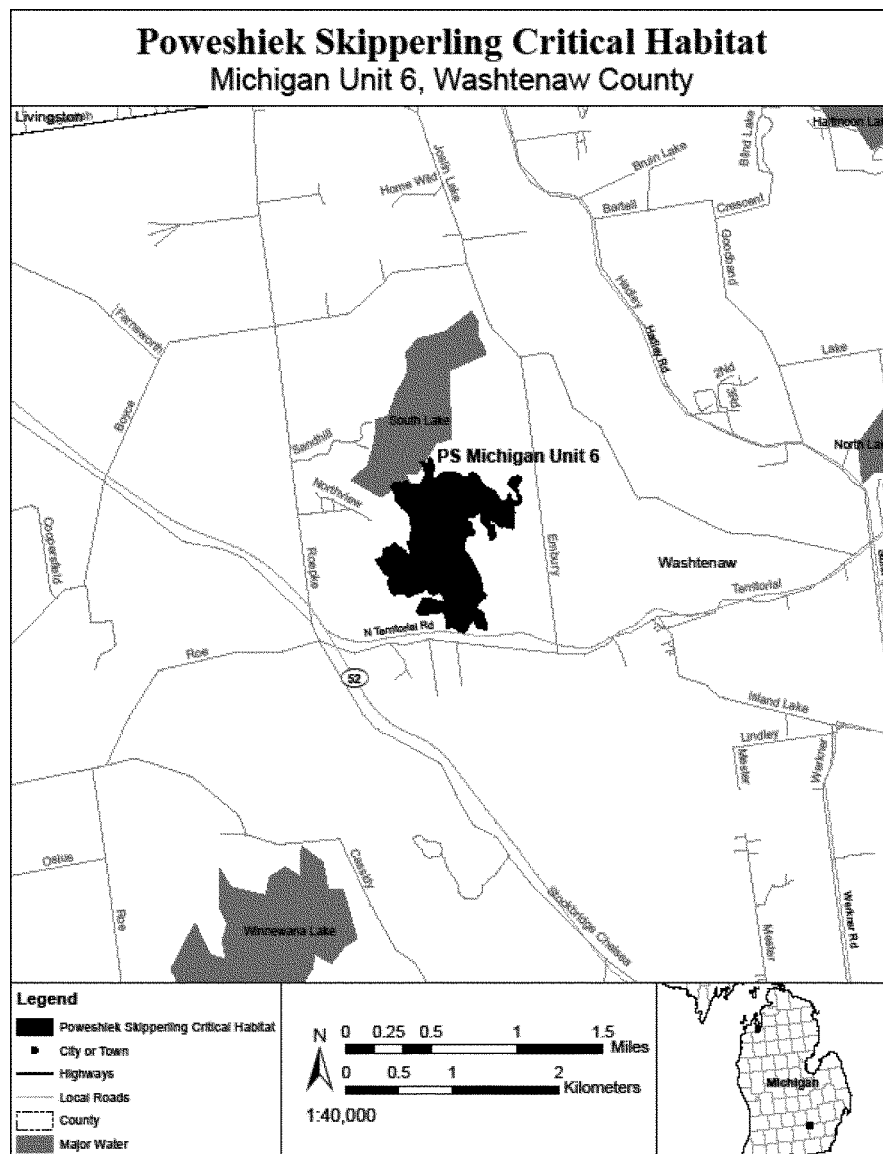 Poweshiek Skipperling Critical Habitat
Michigan Unit 6, Washtenaw County
Livingston
Joslin Lake
Home Wild
Bruin Lake
Blind Lake
Bartell
Crescent
Goodband
Farnsworth
Hadley
Hadley Rd
Boyce
2Nd
3Rd
Lake
South Lake
Sandhill
PS Michigan Unit 6
Northview
Coopersfield
Roepke
Embury
Washtenaw
Territorial
N Territorial Rd
Roe
52
Island Lake
Lindley
Mester
Werkner
Cassidy
Roe
Winnewana Lake
Stockbridge Chelsea
Werkner Rd
Mester
Legend
Poweshiek Skipperling Critical Habitat
City or Town
Highways
Local Roads
County
Major Water
N
0 0.25 0.5 1 1.5
Miles
0 0.5 1 2
Kilometers
1:40,000
Michigan